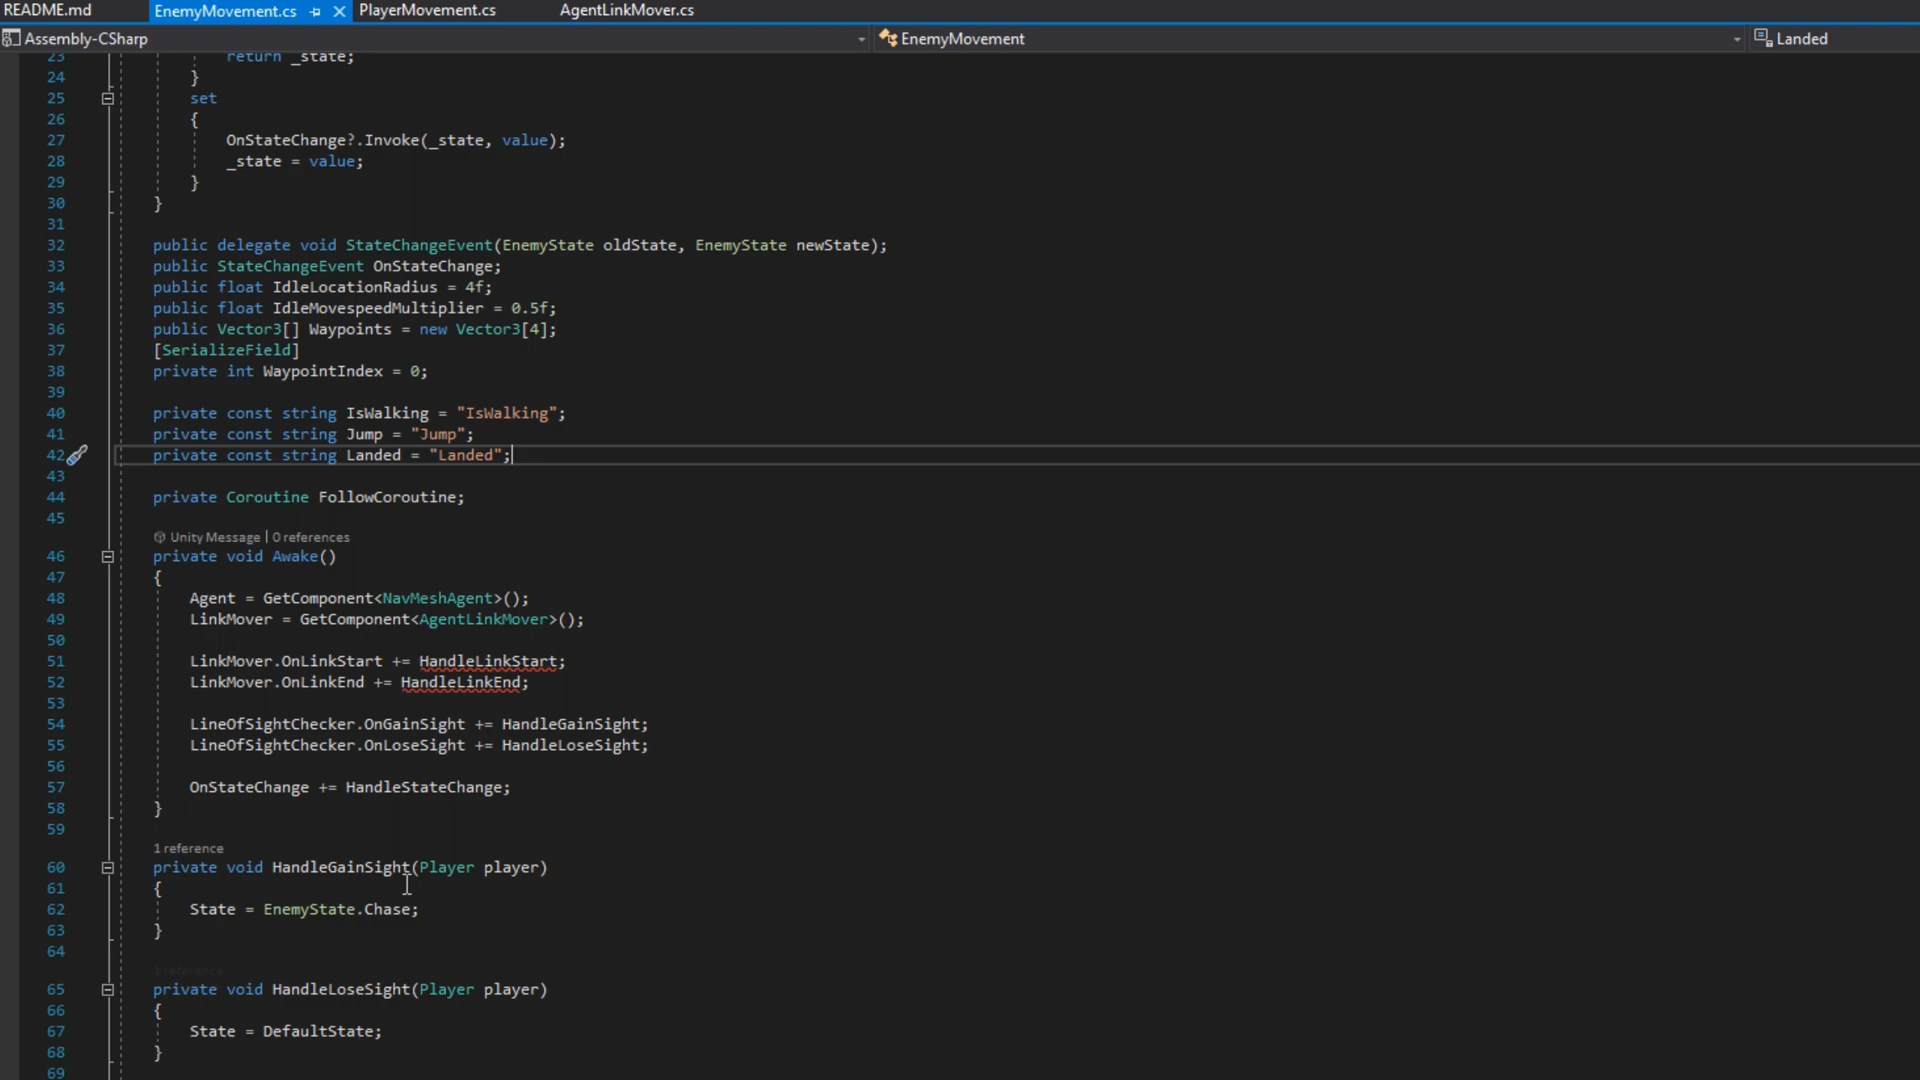 README.md EnemyMovement.cs PlayerMovement.cs AgentLinkMover.cs
Assembly-CSharp EnemyMovement Landed
23 return _state;
24 }
25 set
26 {
27 OnStateChange?.Invoke(_state, value);
28 _state = value;
29 }
30 }
31
32 public delegate void StateChangeEvent(EnemyState oldState, EnemyState newState);
33 public StateChangeEvent OnStateChange;
34 public float IdleLocationRadius = 4f;
35 public float IdleMovespeedMultiplier = 0.5f;
36 public Vector3[] Waypoints = new Vector3[4];
37 [SerializeField]
38 private int WaypointIndex = 0;
39
40 private const string IsWalking = "IsWalking";
41 private const string Jump = "Jump";
42 private const string Landed = "Landed";
43
44 private Coroutine FollowCoroutine;
45
Unity Message | 0 references
46 private void Awake()
47 {
48 Agent = GetComponent<NavMeshAgent>();
49 LinkMover = GetComponent<AgentLinkMover>();
50
51 LinkMover.OnLinkStart += HandleLinkStart;
52 LinkMover.OnLinkEnd += HandleLinkEnd;
53
54 LineOfSightChecker.OnGainSight += HandleGainSight;
55 LineOfSightChecker.OnLoseSight += HandleLoseSight;
56
57 OnStateChange += HandleStateChange;
58 }
59
1 reference
60 private void HandleGainSight(Player player)
61 {
62 State = EnemyState.Chase;
63 }
64
1 reference
65 private void HandleLoseSight(Player player)
66 {
67 State = DefaultState;
68 }
69